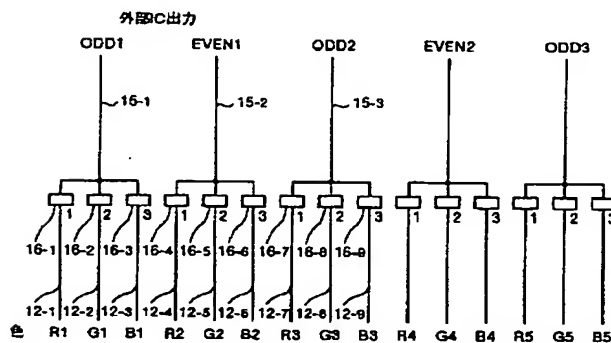 外部IC出力
ODD1 EVEN1 ODD2 EVEN2 ODD3
15-1 15-2 15-3
1 2 3 1 2 3 1 2 3 1 2 3 1 2 3
16-1 16-2 16-3 16-4 16-5 16-6 16-7 16-8 16-9
12-1 12-2 12-3 12-4 12-5 12-6 12-7 12-8 12-9
色 R1 G1 B1 R2 G2 B2 R3 G3 B3 R4 G4 B4 R5 G5 B5